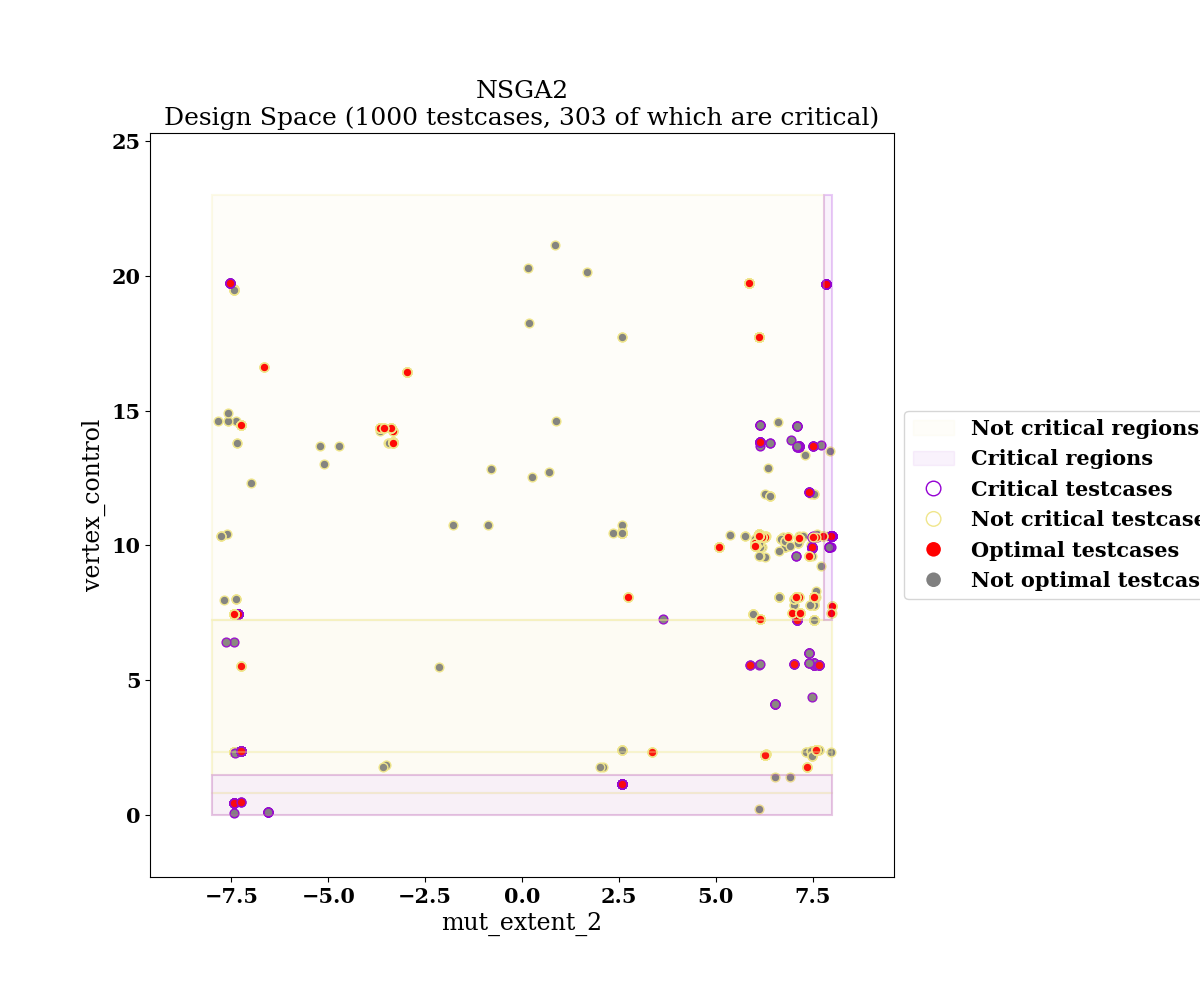 NSGA2
Design Space (1000 testcases, 303 of which are critical)
25
20
15
10
5
0
vertex_control
−7.5 −5.0 −2.5 0.0 2.5 5.0 7.5
mut_extent_2
Not critical regions
Critical regions
Critical testcases
Not critical testcase
Optimal testcases
Not optimal testcas